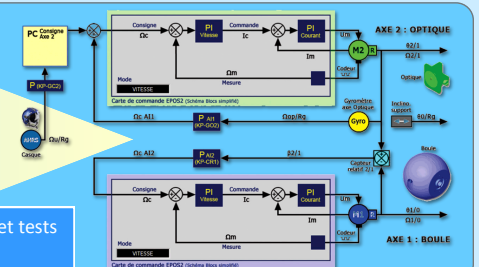 PC Consigne
Axe 2
P (KP-GC2)
Casque
Ωu/Rg
Consigne
Ωc
PI
Vitesse
Commande
Ic
PI
Courant
Um
Im
M2 R
AXE 2 : OPTIQUE
θ2/1
Ω2/1
Optique
Codeur
Ωm
Mesure
Mode
VITESSE
Carte de commande EPOS2 (Schéma Blocs simplifié)
Ωc AI1
P AI1
(KP-GO2)
Ωop/Rg
Gyromètre
axe Optique
Gyro
Inclino
support
θ0/Rg
Boule
Ωc AI2
P AI2
(KP-CR1)
β2/1
Capteur
relatif 2/1
Consigne
Ωc
PI
Vitesse
Commande
Ic
PI
Courant
Um
Im
θ1/0
Ω1/0
AXE 1 : BOULE
Codeur
Ωm
Mesure
Mode
VITESSE
Carte de commande EPOS2 (Schéma Blocs simplifié)
et tests